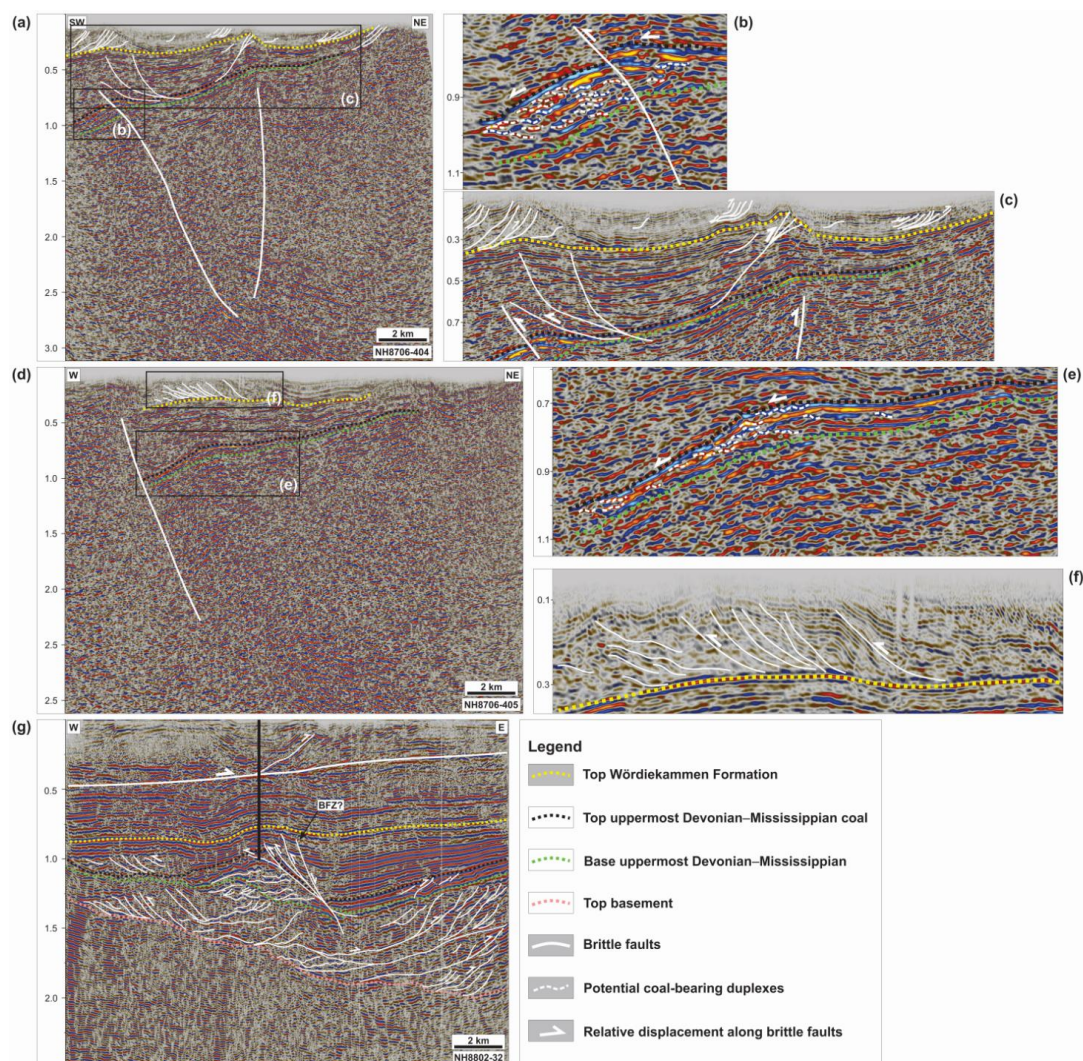 (a)
SW
NE
0.5
1.0
1.5
2.0
2.5
3.0
(c)
(b)
2 km
NH8706-404
(b)
0.9
1.1
(c)
0.3
0.5
0.7
(d)
W
NE
0.5
1.0
1.5
2.0
2.5
(f)
(e)
2 km
NH8706-405
(e)
0.7
0.9
1.1
(f)
0.1
0.3
(g)
W
E
0.5
1.0
1.5
2.0
BFZ?
2 km
NH8802-32
Legend
Top Wördiekammen Formation
Top uppermost Devonian–Mississippian coal
Base uppermost Devonian–Mississippian
Top basement
Brittle faults
Potential coal-bearing duplexes
Relative displacement along brittle faults